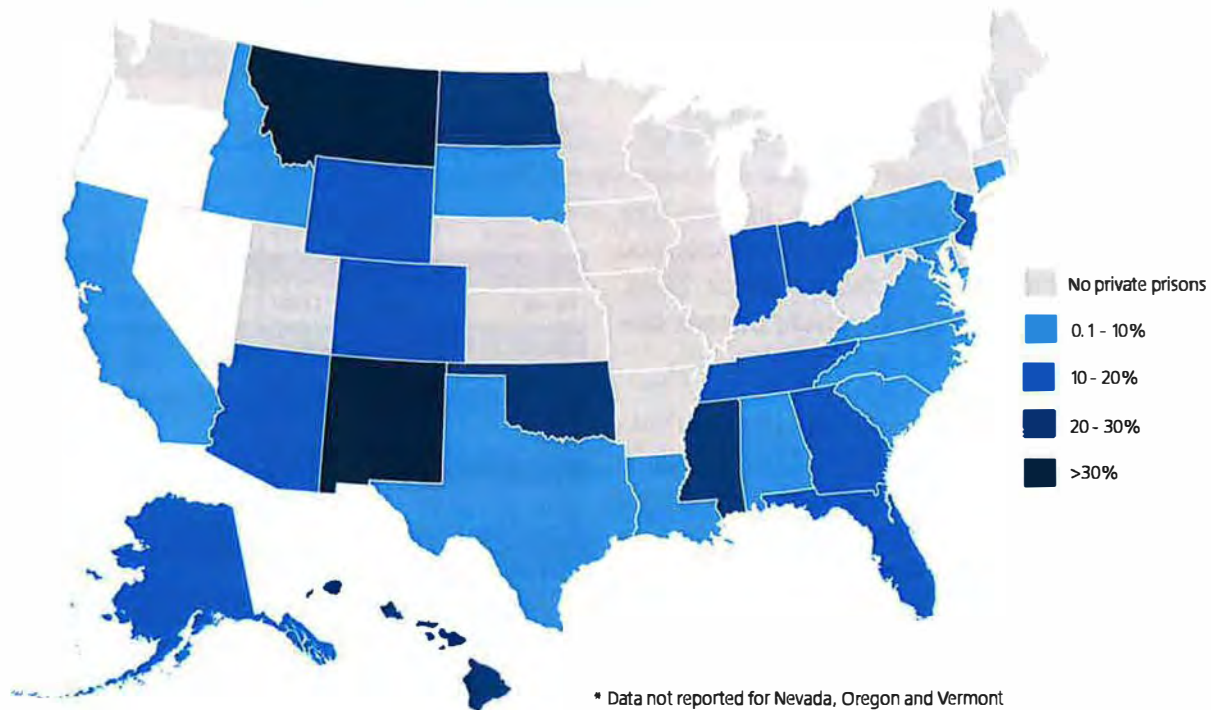 No private prisons
0.1 - 10%
10 - 20%
20 - 30%
>30%
* Data not reported for Nevada, Oregon and Vermont